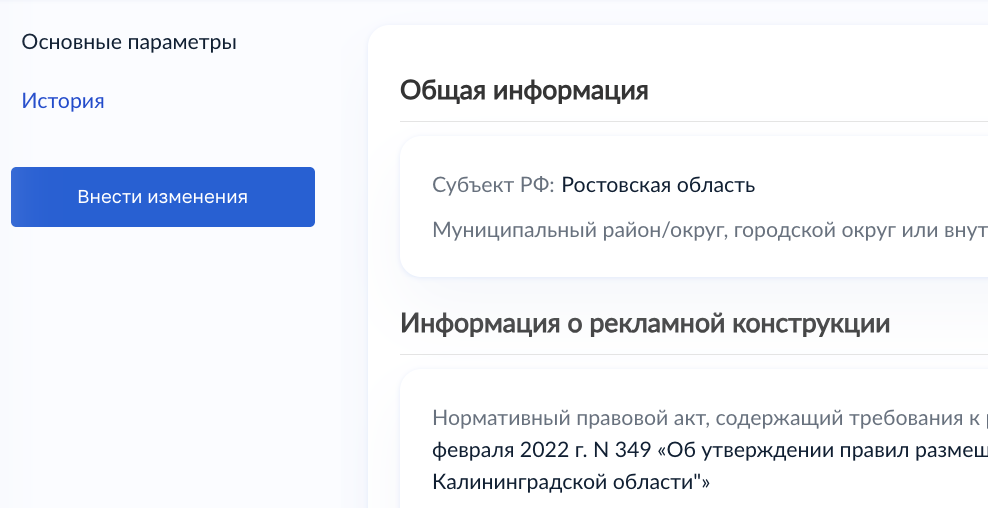 Основные параметры
История
Внести изменения
Общая информация
Субъект РФ: Ростовская область
Муниципальный район/округ, городской округ или внут
Информация о рекламной конструкции
Нормативный правовой акт, содержащий требования к
февраля 2022 г. N 349 «Об утверждении правил размещ
Калининградской области"»